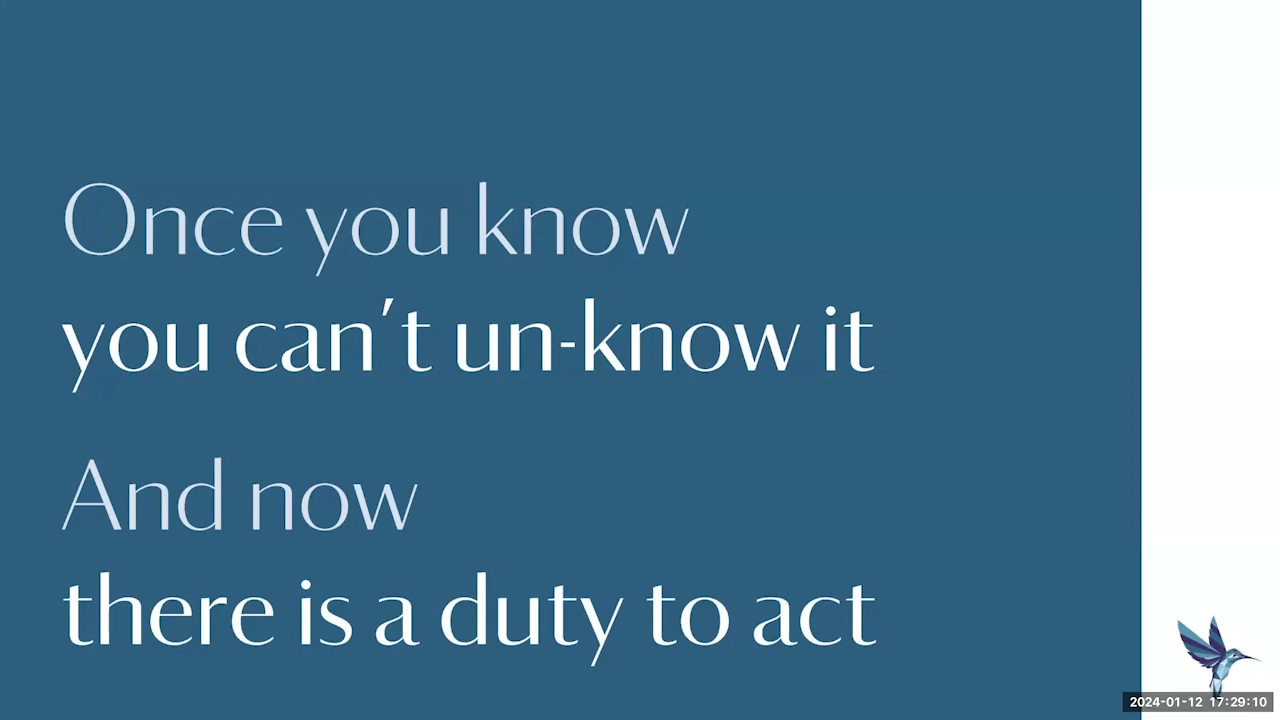 Once you know
you can't un-know it
And now
there is a duty to act
2024-01-12 17:29:10